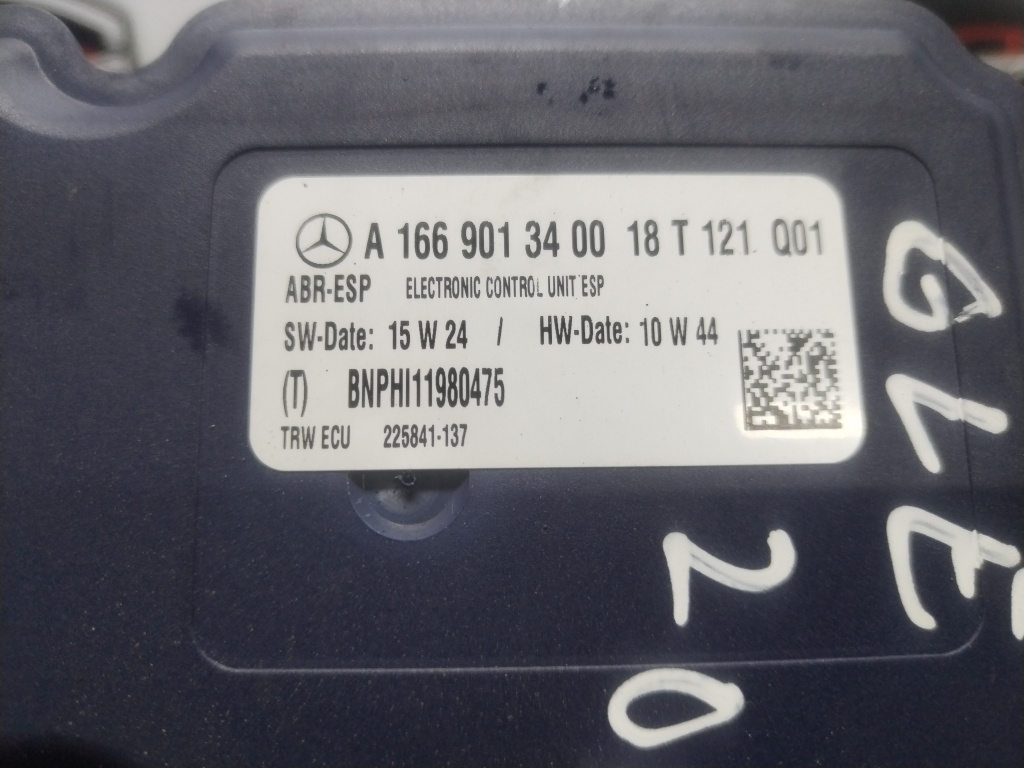 A 166 901 34 00 18 T 121 Q01
ABR-ESP ELECTRONIC CONTROL UNIT ESP
SW-Date: 15 W 24 / HW-Date: 10 W 44
(T) BNPHI11980475
TRW ECU 225841-137
GLE
20